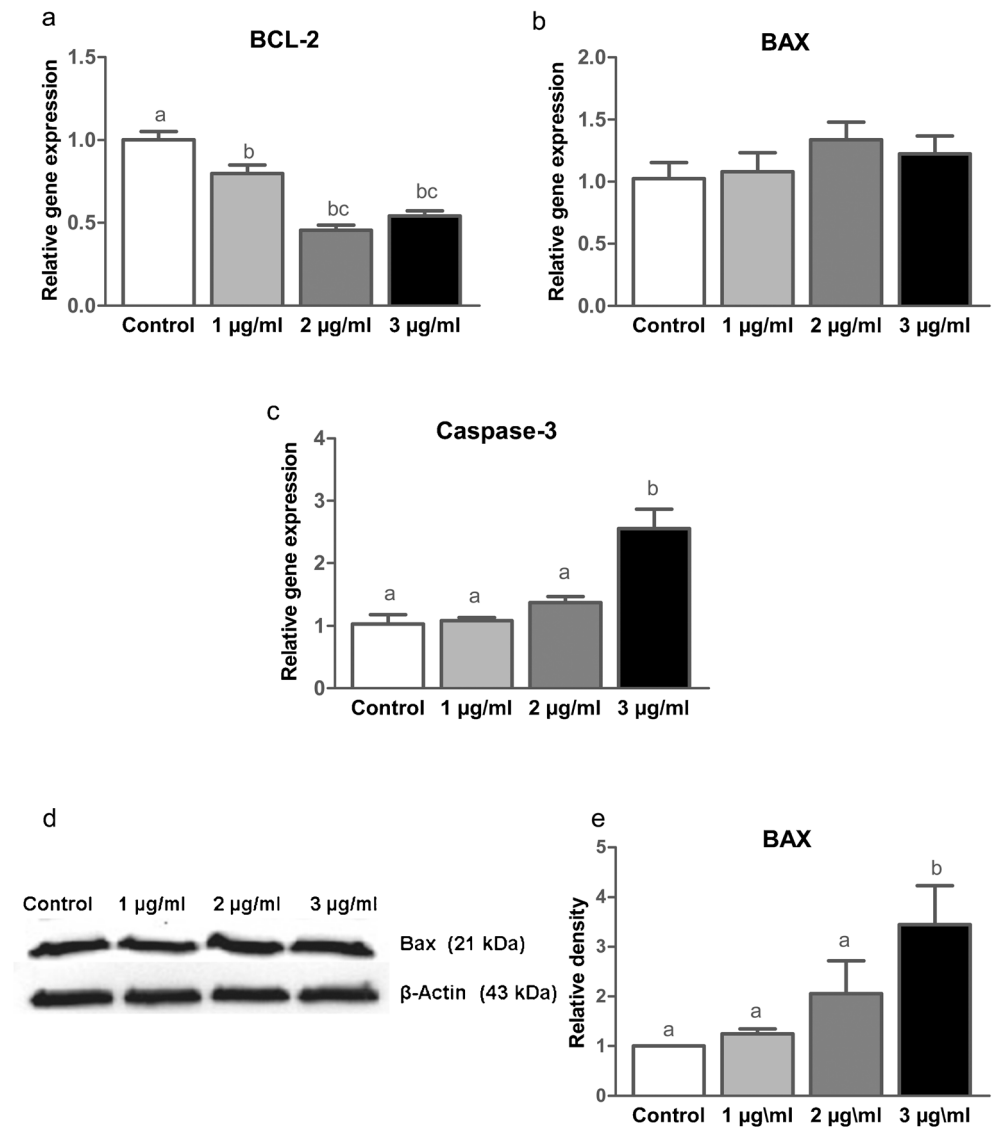 a
BCL-2
Relative gene expression
1.5
1.0
0.5
0.0
a
b
bc
bc
Control 1 µg/ml 2 µg/ml 3 µg/ml
b
BAX
Relative gene expression
2.0
1.5
1.0
0.5
0.0
Control 1 µg/ml 2 µg/ml 3 µg/ml
c
Caspase-3
Relative gene expression
4
3
2
1
0
a
a
a
b
Control 1 µg/ml 2 µg/ml 3 µg/ml
d
Control 1 µg/ml 2 µg/ml 3 µg/ml
Bax (21 kDa)
β-Actin (43 kDa)
e
BAX
Relative density
5
4
3
2
1
0
a
a
a
b
Control 1 µg\ml 2 µg\ml 3 µg\ml